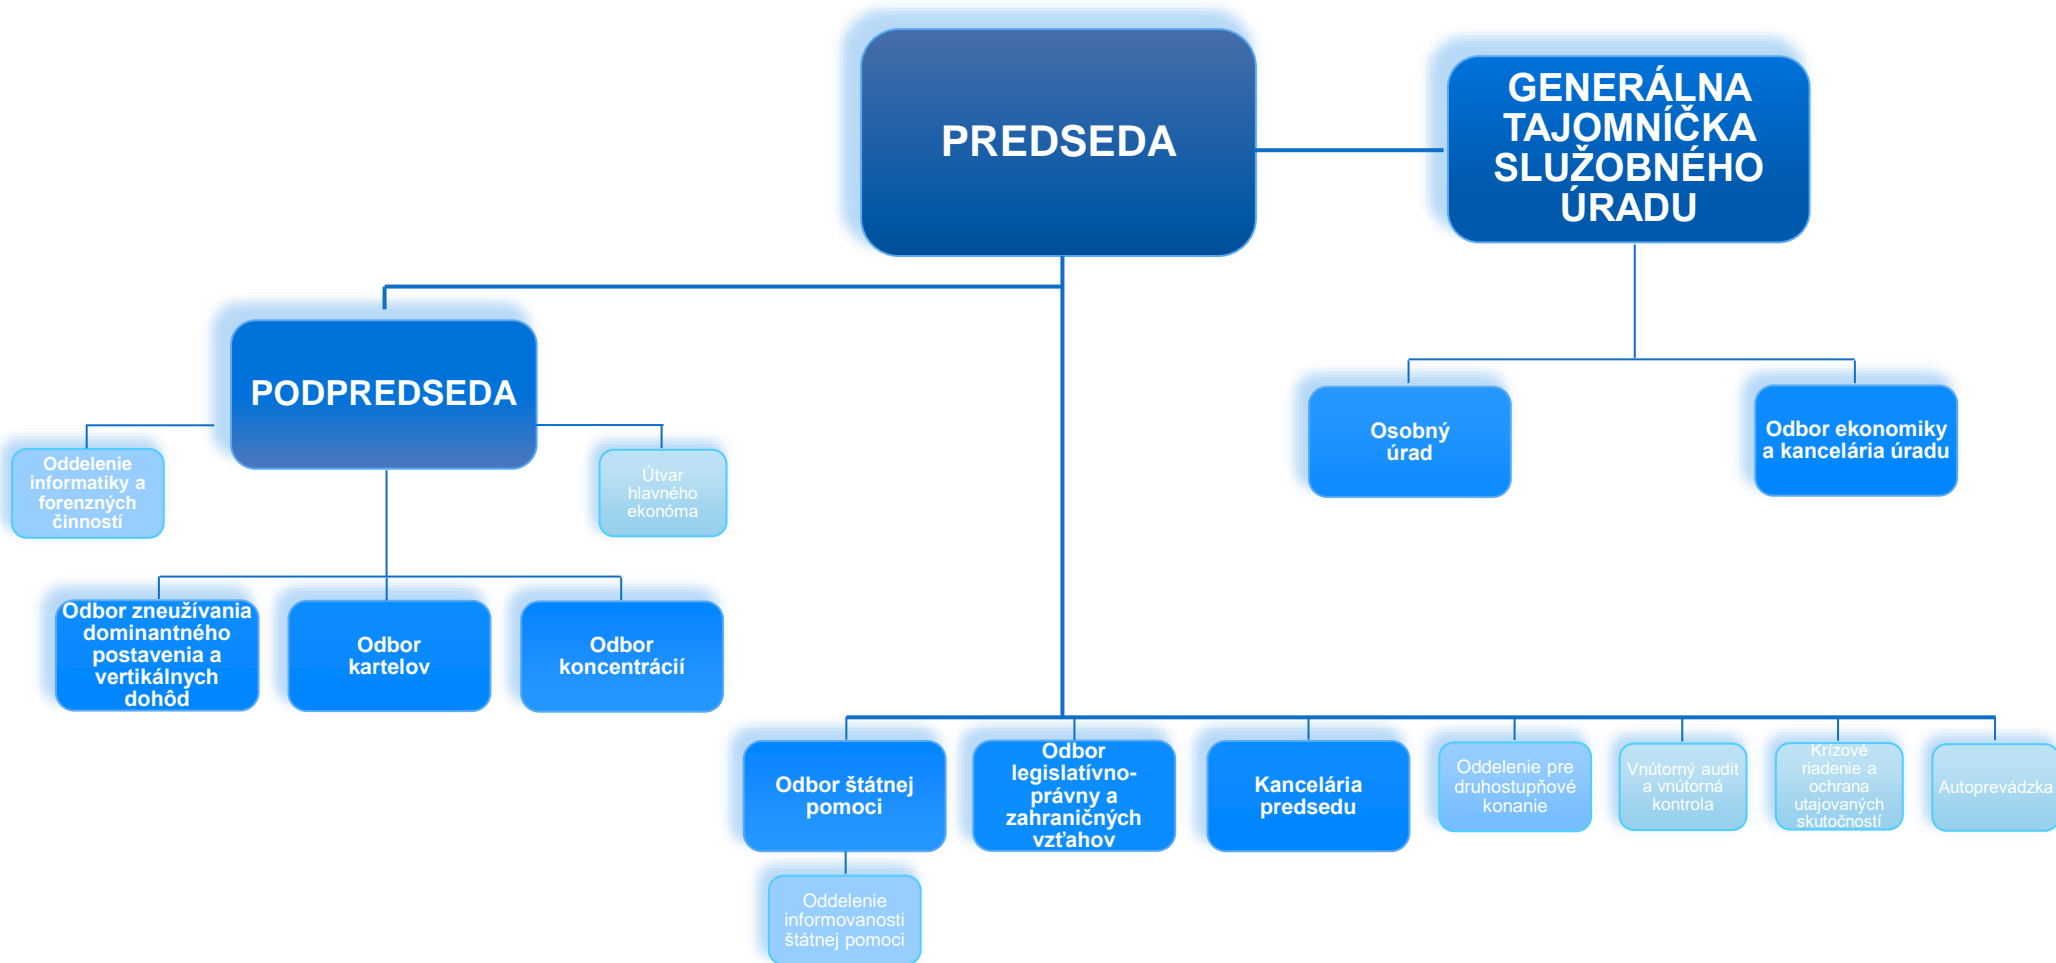 PREDSEDA
GENERÁLNA
TAJOMNÍČKA
SLUŽOBNÉHO
ÚRADU
PODPREDSEDA
Osobný
úrad
Odbor ekonomiky
a kancelária úradu
Oddelenie
informatiky a
forenzných
činností
Útvar
hlavného
ekonóma
Odbor zneužívania
dominantného
postavenia a
vertikálnych
dohôd
Odbor
kartelov
Odbor
koncentrácií
Odbor štátnej
pomoci
Odbor
legislatívno-
právny a
zahraničných
vzťahov
Kancelária
predsedu
Oddelenie pre
druhostupňové
konanie
Vnútorný audit
a vnútorná
kontrola
Krízové
riadenie a
ochrana
utajovaných
skutočností
Autoprevádzka
Oddelenie
informovanosti
štátnej pomoci